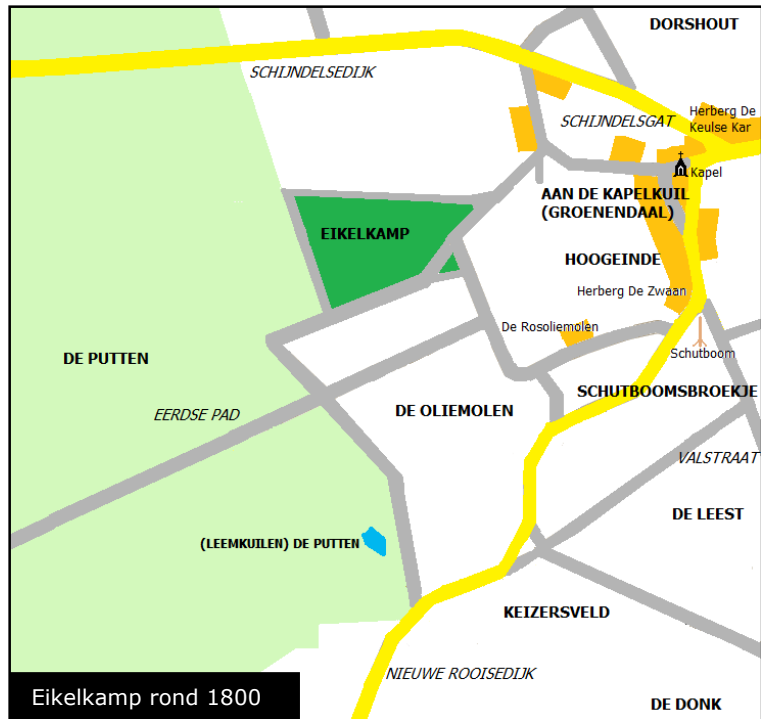 DORSHOUT
SCHIJNDELSEDIJK
Herberg De
Keulse Kar
SCHIJNDELSGAT
Kapel
AAN DE KAPELKUIL
(GROENENDAAL)
EIKELKAMP
HOOGEINDE
Herberg De Zwaan
De Rosoliemolen
Schutboom
DE PUTTEN
SCHUTBOOMSBROEKJE
EERDSE PAD
DE OLIEMOLEN
VALSTRAAT
DE LEEST
(LEEMKUILEN) DE PUTTEN
KEIZERSVELD
NIEUWE ROOISEDIJK
Eikelkamp rond 1800
DE DONK